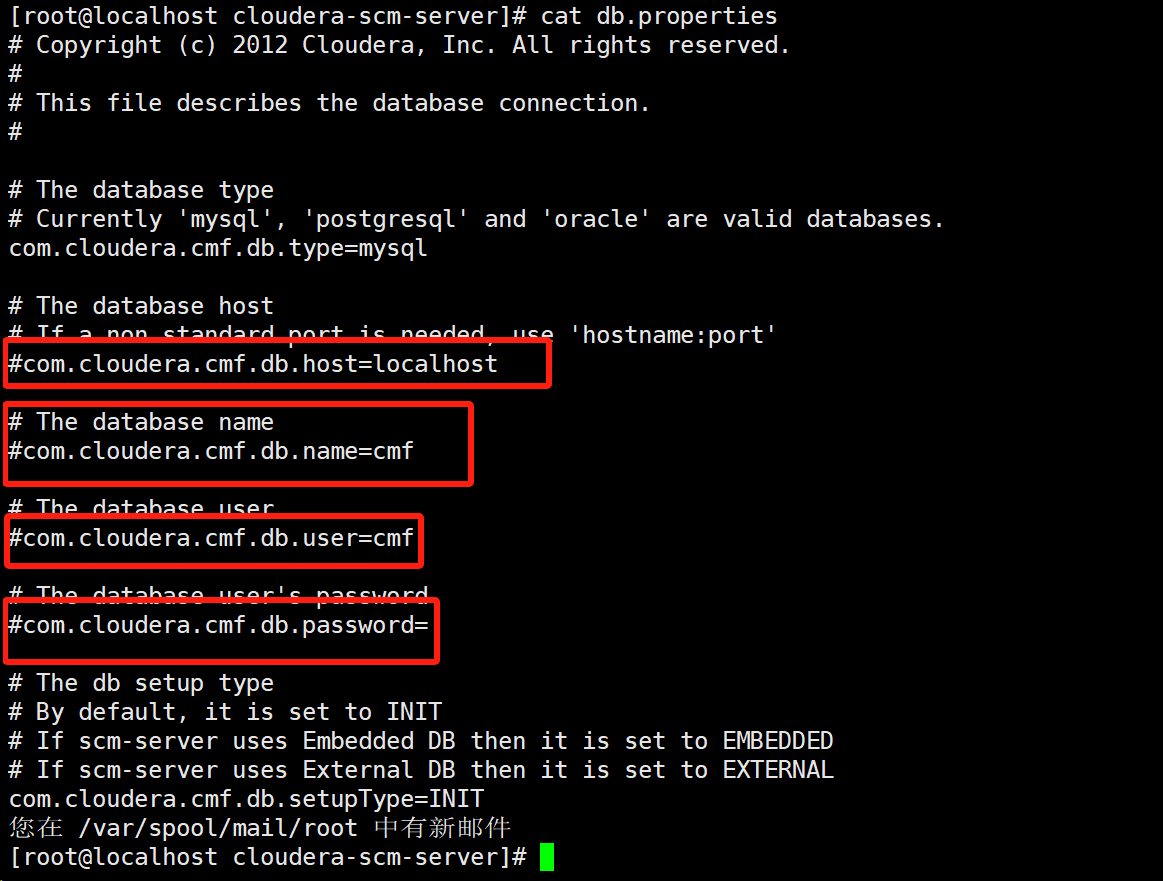 [root@localhost cloudera-scm-server]# cat db.properties
# Copyright (c) 2012 Cloudera, Inc. All rights reserved.
#
# This file describes the database connection.
#
# The database type
# Currently 'mysql', 'postgresql' and 'oracle' are valid databases.
com.cloudera.cmf.db.type=mysql
# The database host
# If a non standard port is needed, use 'hostname:port'
#com.cloudera.cmf.db.host=localhost
# The database name
#com.cloudera.cmf.db.name=cmf
# The database user
#com.cloudera.cmf.db.user=cmf
# The database user's password
#com.cloudera.cmf.db.password=
# The db setup type
# By default, it is set to INIT
# If scm-server uses Embedded DB then it is set to EMBEDDED
# If scm-server uses External DB then it is set to EXTERNAL
com.cloudera.cmf.db.setupType=INIT
您在 /var/spool/mail/root 中有新邮件
[root@localhost cloudera-scm-server]#